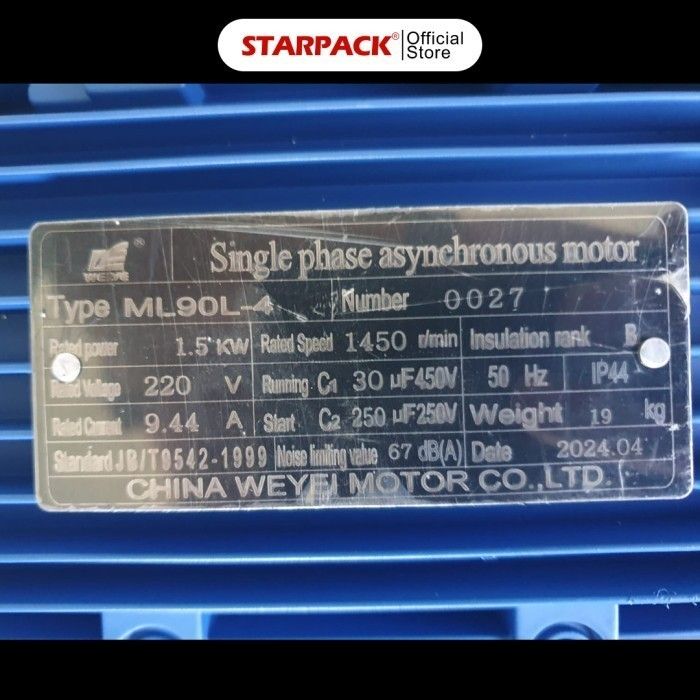 STARPACK® Official
Store
WEYEI ® Single phase asynchronous motor
Type ML90L-4 Number 0027
Rated power 1.5 KW Rated Speed 1450 r/min Insulation rank B
Rated Voltage 220 V Running C1 30 μF450V 50 Hz IP44
Rated Current 9.44 A Start C2 250 μF250V Weight 19 kg
Standard JB/T9542-1999 Noise limiting value 67 dB(A) Date 2024.04
CHINA WEYEI MOTOR CO.,LTD.